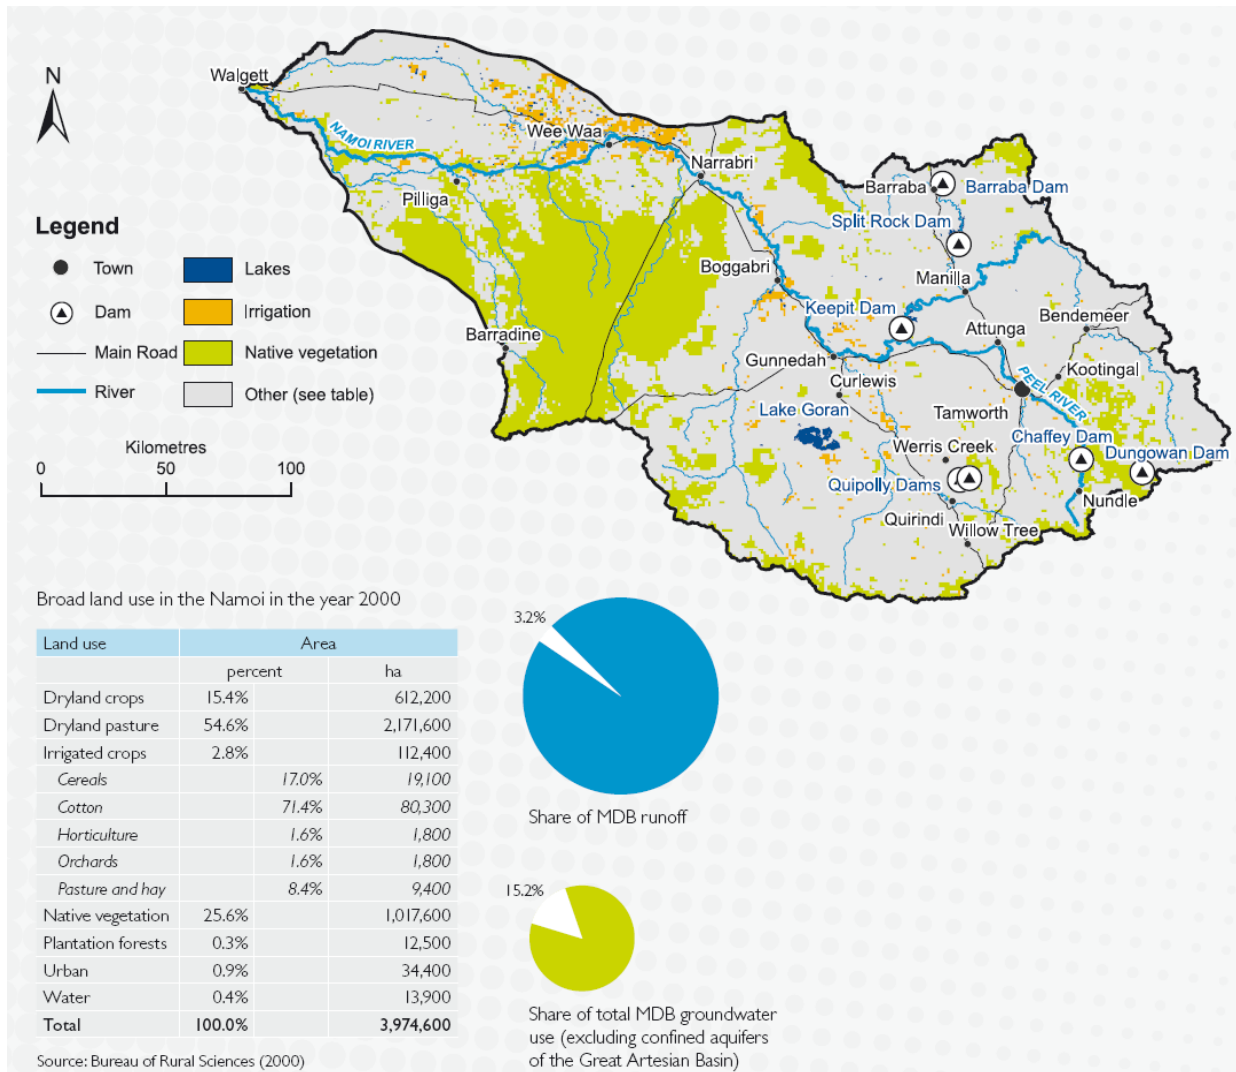 N
Walgett
NAMOI RIVER
Wee Waa
Narrabri
Pilliga
Barraba
Barraba Dam
Split Rock Dam
Boggabri
Manilla
Keepit Dam
Bendemeer
Attunga
Barradine
Gunnedah
Kootingal
Curlewis
PEEL RIVER
Lake Goran
Tamworth
Chaffey Dam
Werris Creek
Dungowan Dam
Quipolly Dams
Nundle
Quirindi
Willow Tree
Legend
Town
Lakes
Dam
Irrigation
Main Road
Native vegetation
River
Other (see table)
Kilometres
0 50 100
Broad land use in the Namoi in the year 2000
Land use Area
percent ha
Dryland crops 15.4% 612,200
Dryland pasture 54.6% 2,171,600
Irrigated crops 2.8% 112,400
Cereals 17.0% 19,100
Cotton 71.4% 80,300
Horticulture 1.6% 1,800
Orchards 1.6% 1,800
Pasture and hay 8.4% 9,400
Native vegetation 25.6% 1,017,600
Plantation forests 0.3% 12,500
Urban 0.9% 34,400
Water 0.4% 13,900
Total 100.0% 3,974,600
Source: Bureau of Rural Sciences (2000)
3.2%
Share of MDB runoff
15.2%
Share of total MDB groundwater
use (excluding confined aquifers
of the Great Artesian Basin)